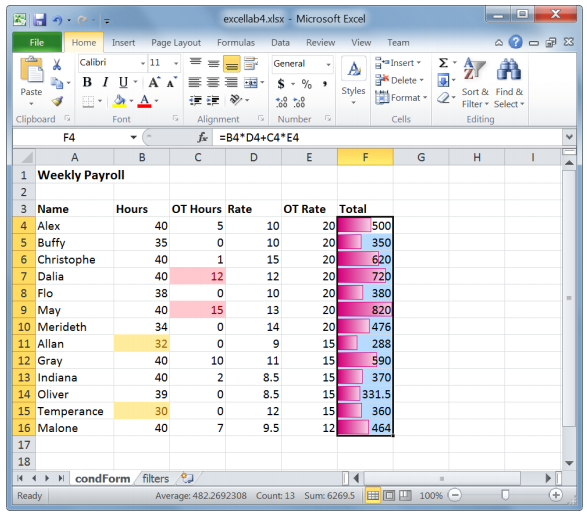 excellab4.xlsx - Microsoft Excel
File Home Insert Page Layout Formulas Data Review View Team
Calibri 11 General Σ
Paste B I U A A $ % , Styles Insert Delete Format Sort & Filter Find & Select
Clipboard Font Alignment Number Cells Editing
F4 fx =B4*D4+C4*E4
A B C D E F G H I
1 Weekly Payroll
2
3 Name Hours OT Hours Rate OT Rate Total
4 Alex 40 5 10 20 500
5 Buffy 35 0 10 20 350
6 Christophe 40 1 15 20 620
7 Dalia 40 12 12 20 720
8 Flo 38 0 10 20 380
9 May 40 15 13 20 820
10 Merideth 34 0 14 20 476
11 Allan 32 0 9 15 288
12 Gray 40 10 11 15 590
13 Indiana 40 2 8.5 15 370
14 Oliver 39 0 8.5 15 331.5
15 Temperance 30 0 12 15 360
16 Malone 40 7 9.5 12 464
17
18
condForm filters
Ready Average: 482.2692308 Count: 13 Sum: 6269.5 100%